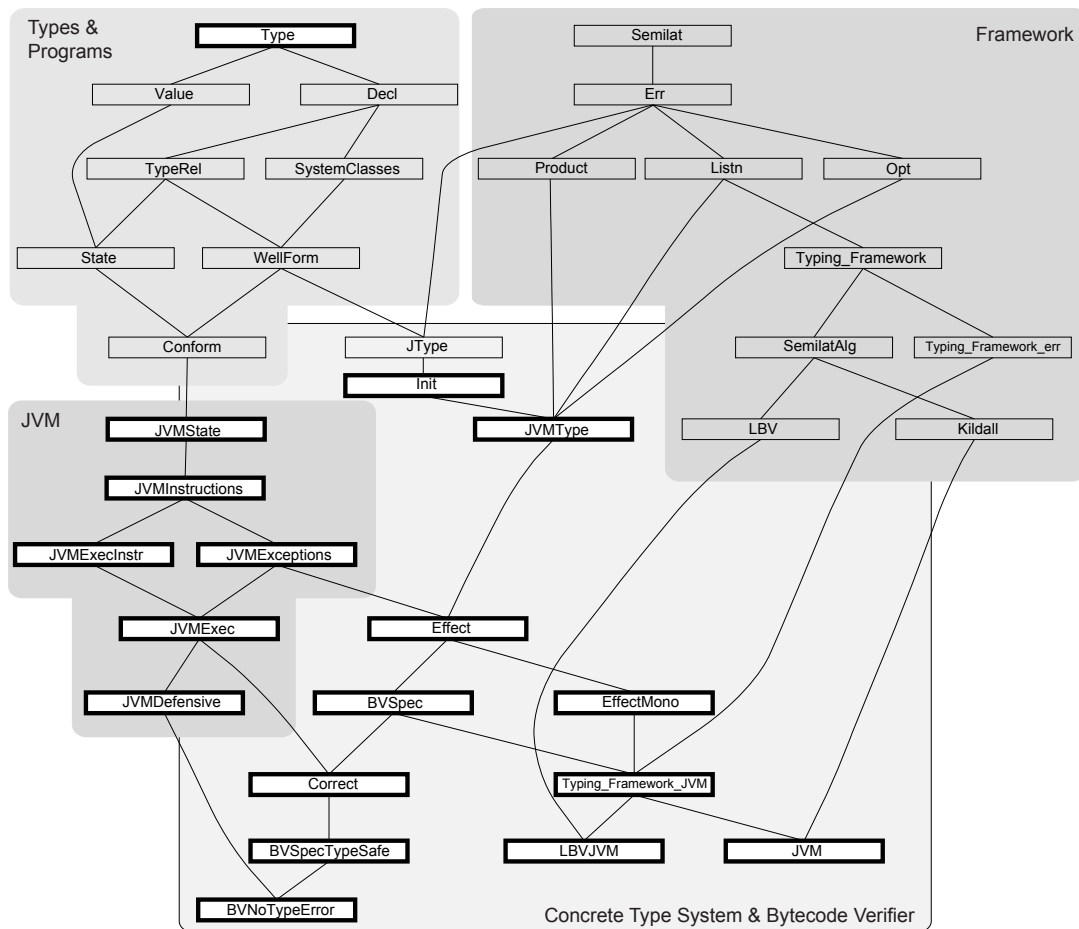 Types &
Programs
Type
Semilat
Framework
Value
Decl
Err
TypeRel
SystemClasses
Product
Listn
Opt
State
WellForm
Typing_Framework
Conform
JType
SemilatAlg
Typing_Framework_err
Init
JVM
JVMState
JVMType
LBV
Kildall
JVMInstructions
JVMExecInstr
JVMExceptions
JVMExec
Effect
JVMDefensive
BVSpec
EffectMono
Correct
Typing_Framework_JVM
BVSpecTypeSafe
LBVJVM
JVM
BVNoTypeError
Concrete Type System & Bytecode Verifier